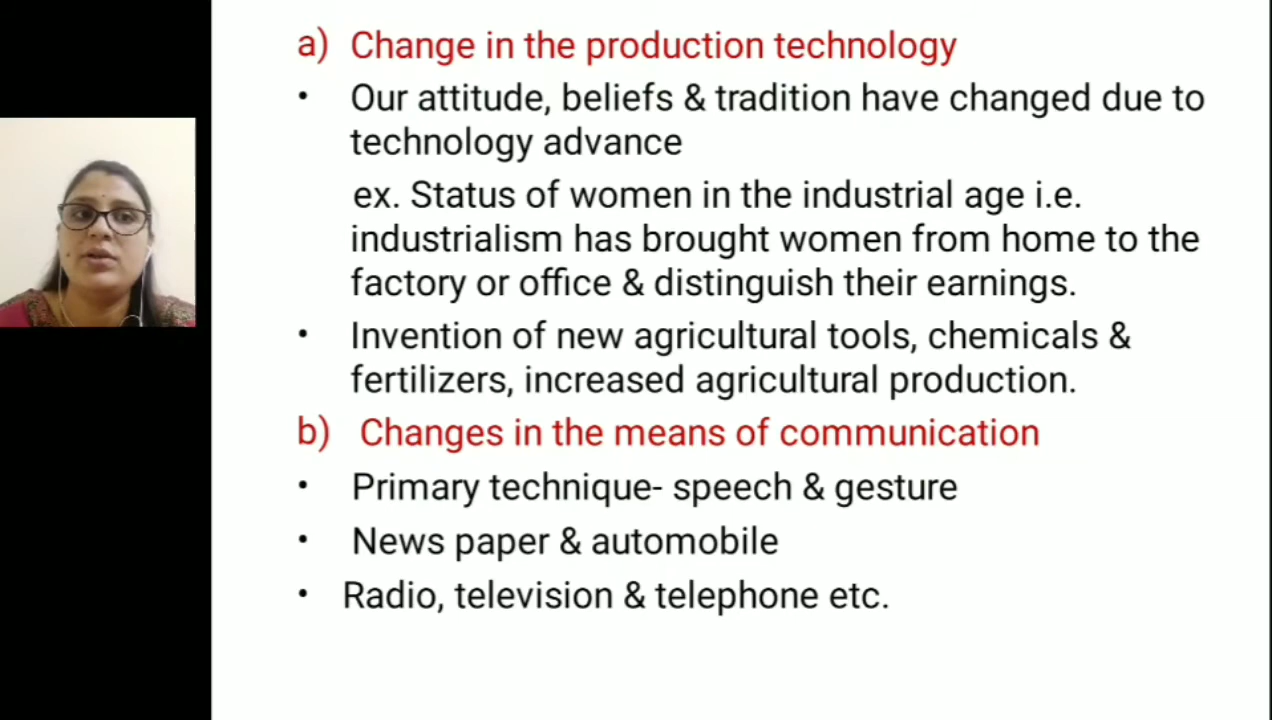 a) Change in the production technology
• Our attitude, beliefs & tradition have changed due to
technology advance
ex. Status of women in the industrial age i.e.
industrialism has brought women from home to the
factory or office & distinguish their earnings.
• Invention of new agricultural tools, chemicals &
fertilizers, increased agricultural production.
b) Changes in the means of communication
• Primary technique- speech & gesture
• News paper & automobile
• Radio, television & telephone etc.